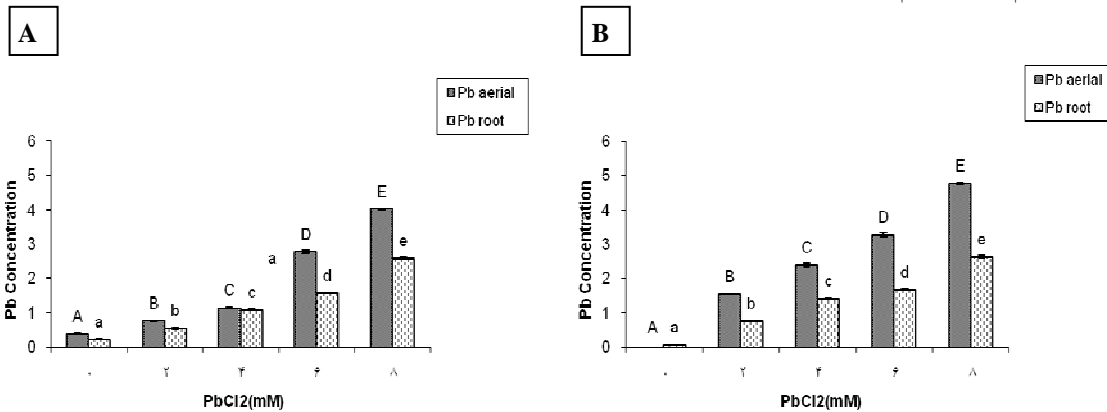 A
Pb aerial
Pb root
Pb Concentration
6
5
4
3
2
1
0
A a
B b
C c
a D d
E e
۰ ۲ ۴ ۶ ۸
PbCl2(mM)
B
Pb aerial
Pb root
Pb Concentration
6
5
4
3
2
1
0
A a
B b
C c
D d
E e
۰ ۲ ۴ ۶ ۸
PbCl2(mM)